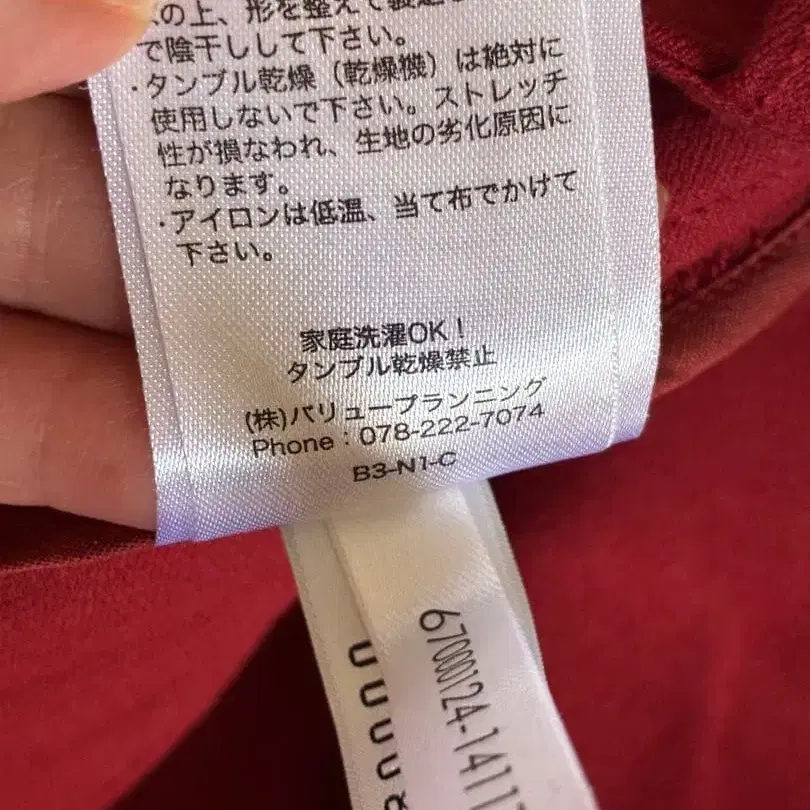 の上、形を整えて裏返し
で陰干しして下さい。
・タンブル乾燥（乾燥機）は絶対に
使用しないで下さい。ストレッチ
性が損なわれ、生地の劣化原因に
なります。
・アイロンは低温、当て布でかけて
下さい。
家庭洗濯OK！
タンブル乾燥禁止
(株)バリュープランニング
Phone : 078-222-7074
B3-N1-C
67000124-1411